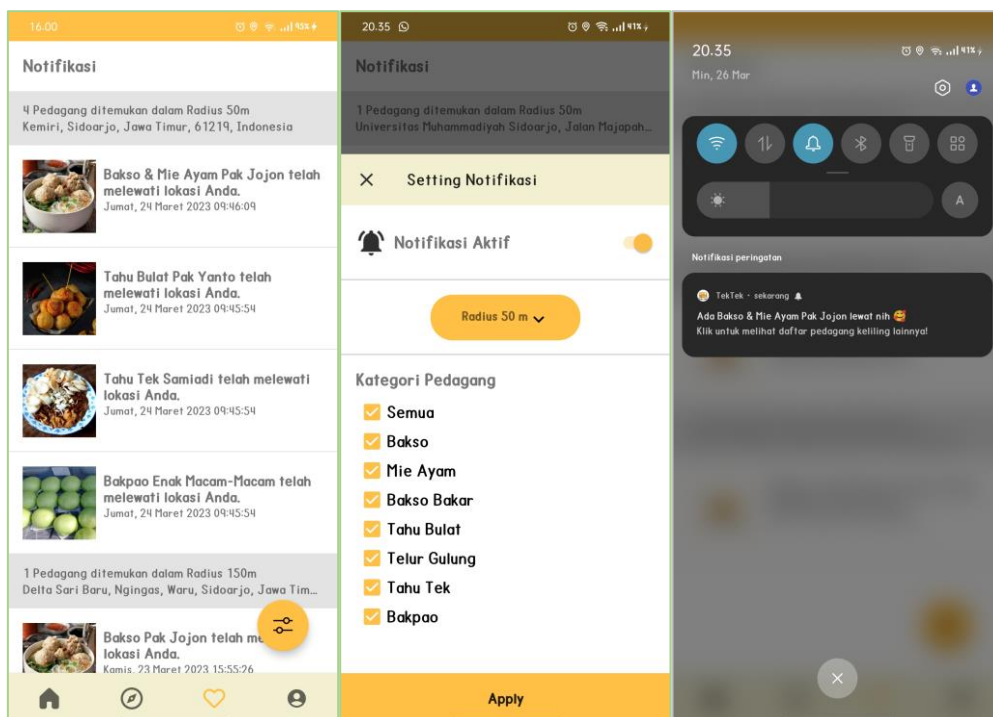 16.00
95%
Notifikasi
4 Pedagang ditemukan dalam Radius 50m
Kemiri, Sidoarjo, Jawa Timur, 61219, Indonesia
Bakso & Mie Ayam Pak Jojon telah
melewati lokasi Anda.
Jumat, 24 Maret 2023 09:46:09
Tahu Bulat Pak Yanto telah
melewati lokasi Anda.
Jumat, 24 Maret 2023 09:45:54
Tahu Tek Samiadi telah melewati
lokasi Anda.
Jumat, 24 Maret 2023 09:45:54
Bakpao Enak Macam-Macam telah
melewati lokasi Anda.
Jumat, 24 Maret 2023 09:45:54
1 Pedagang ditemukan dalam Radius 150m
Delta Sari Baru, Ngingas, Waru, Sidoarjo, Jawa Tim...
Bakso Pak Jojon telah me
lokasi Anda.
Kamis, 23 Maret 2023 15:55:26
20.35
41%
Notifikasi
1 Pedagang ditemukan dalam Radius 50m
Universitas Muhammadiyah Sidoarjo, Jalan Majapah...
Setting Notifikasi
Notifikasi Aktif
Radius 50 m
Kategori Pedagang
Semua
Bakso
Mie Ayam
Bakso Bakar
Tahu Bulat
Telur Gulung
Tahu Tek
Bakpao
Apply
20.35
41%
Min, 26 Mar
A
Notifikasi peringatan
TekTek · sekarang
Ada Bakso & Mie Ayam Pak Jojon lewat nih 🥰
Klik untuk melihat daftar pedagang keliling lainnya!